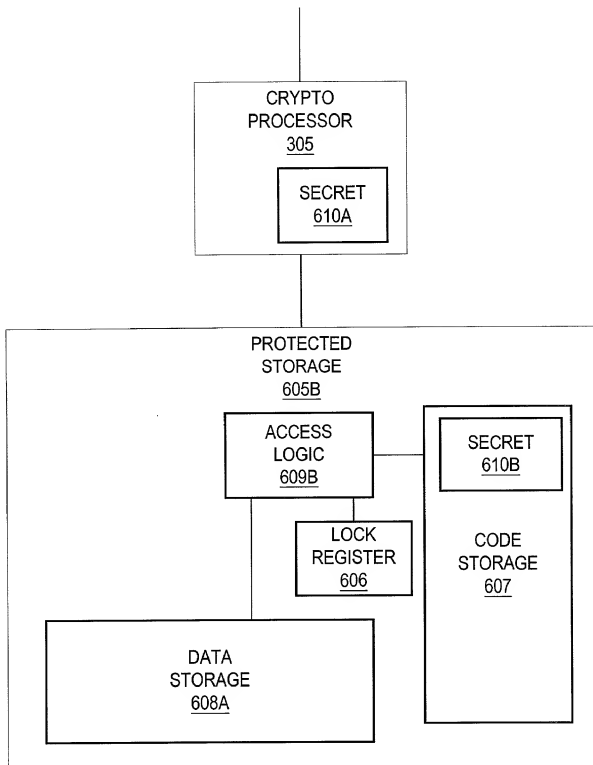 CRYPTO
PROCESSOR
305
SECRET
610A
PROTECTED
STORAGE
605B
ACCESS
LOGIC
609B
SECRET
610B
LOCK
REGISTER
606
CODE
STORAGE
607
DATA
STORAGE
608A